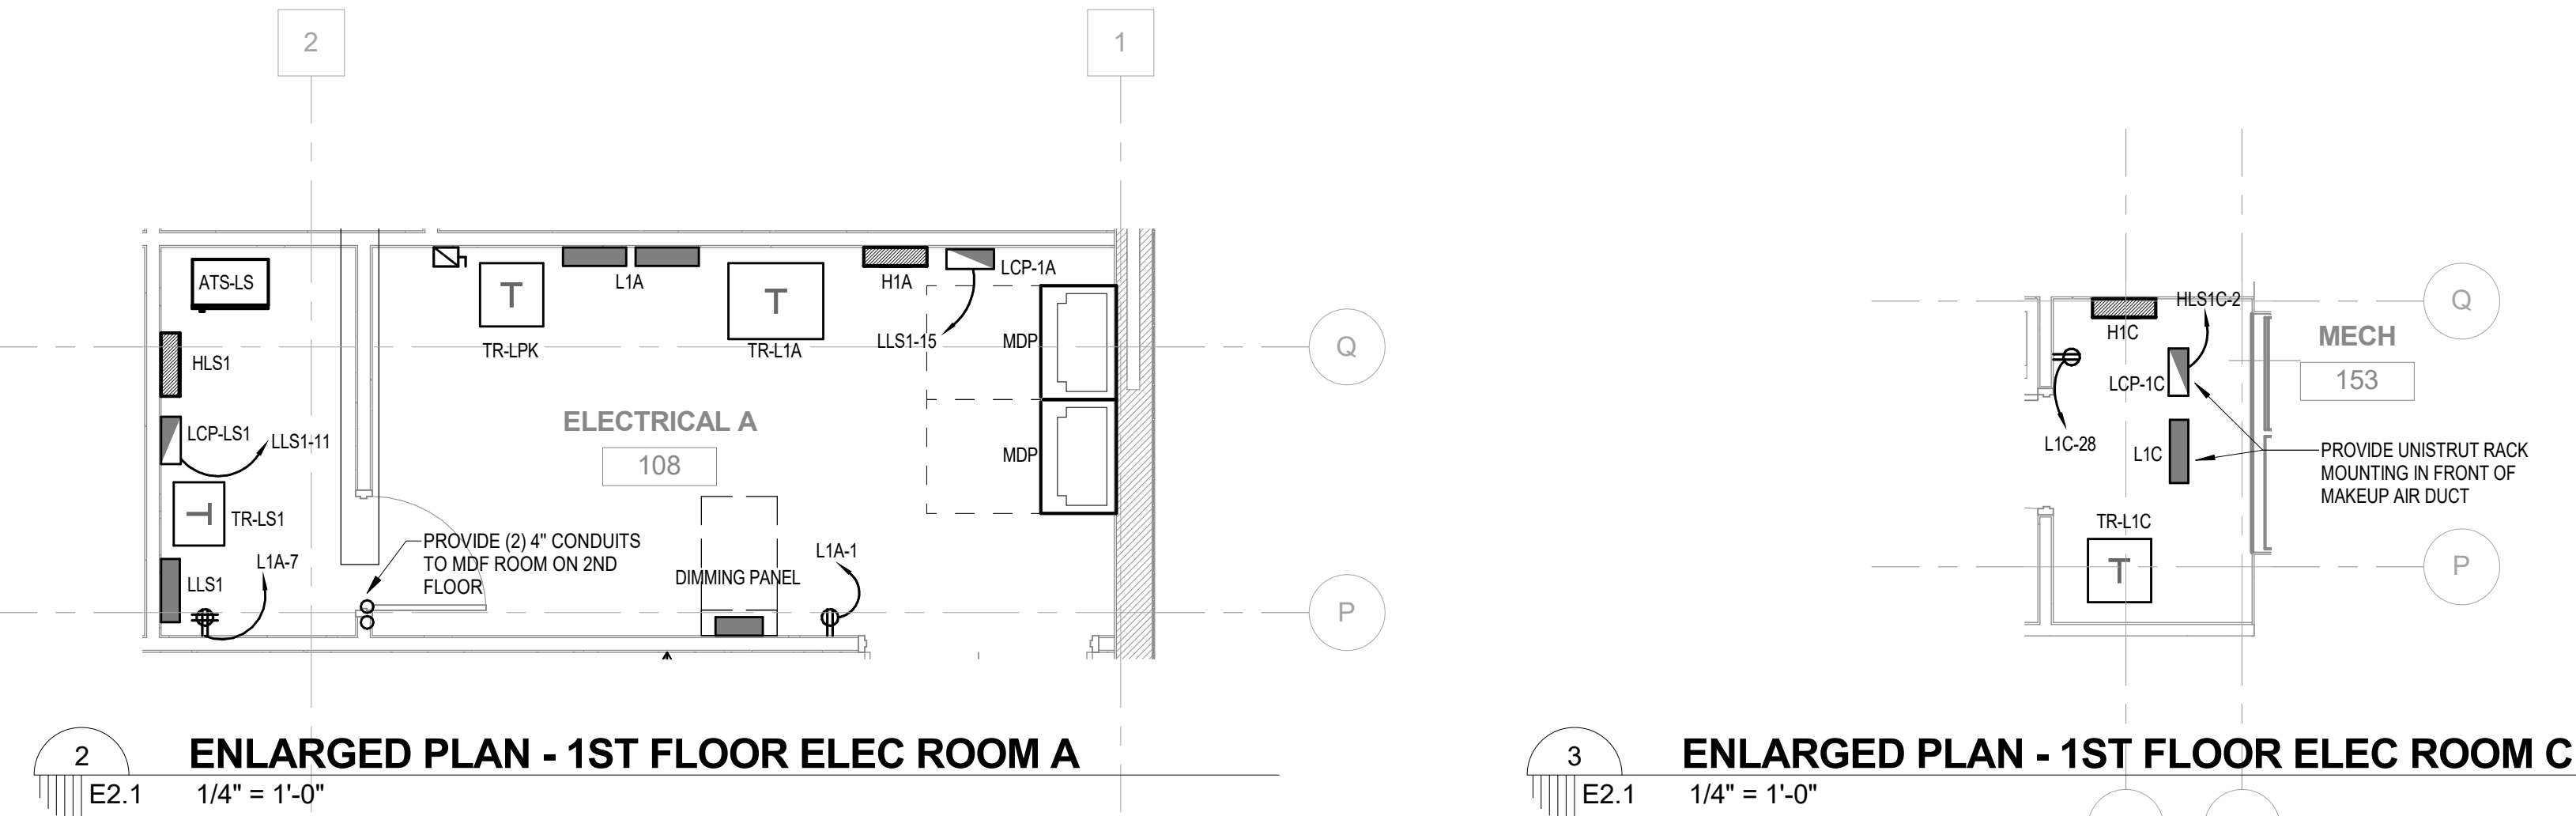 2
1
ATS-LS
HLS1
LCP-LS1
LLS1-11
TR-LS1
L1A-7
LLS1
T
T
TR-LPK
L1A
T
TR-L1A
H1A
LCP-1A
LLS1-15
MDP
MDP
ELECTRICAL A
108
PROVIDE (2) 4" CONDUITS
TO MDF ROOM ON 2ND
FLOOR
DIMMING PANEL
L1A-1
Q
P
2
E2.1
ENLARGED PLAN - 1ST FLOOR ELEC ROOM A
1/4" = 1'-0"
HLS1C-2
H1C
LCP-1C
L1C-28
L1C
TR-L1C
T
MECH
153
PROVIDE UNISTRUT RACK
MOUNTING IN FRONT OF
MAKEUP AIR DUCT
Q
P
3
E2.1
ENLARGED PLAN - 1ST FLOOR ELEC ROOM C
1/4" = 1'-0"